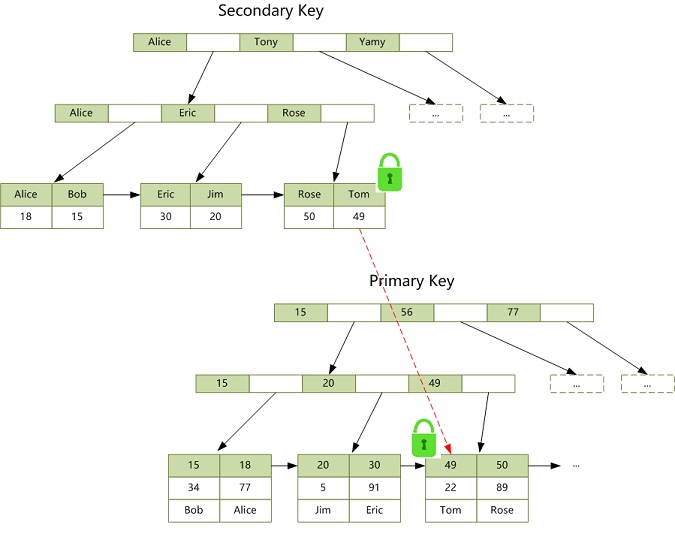 Secondary Key
Alice Tony Yamy
Alice Eric Rose ... ...
Alice Bob Eric Jim Rose Tom
18 15 30 20 50 49
Primary Key
15 56 77
15 20 49 ... ...
15 18 20 30 49 50 ...
34 77 5 91 22 89
Bob Alice Jim Eric Tom Rose